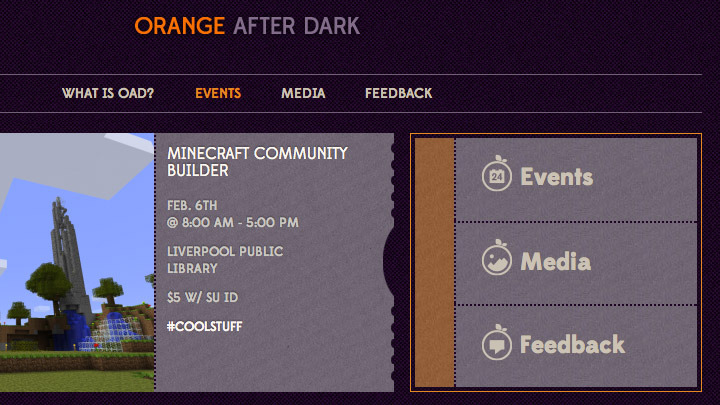 ORANGE AFTER DARK
WHAT IS OAD? EVENTS MEDIA FEEDBACK
MINECRAFT COMMUNITY
BUILDER
FEB. 6TH
@ 8:00 AM - 5:00 PM
LIVERPOOL PUBLIC
LIBRARY
$5 W/ SU ID
#COOLSTUFF
24 Events
Media
Feedback